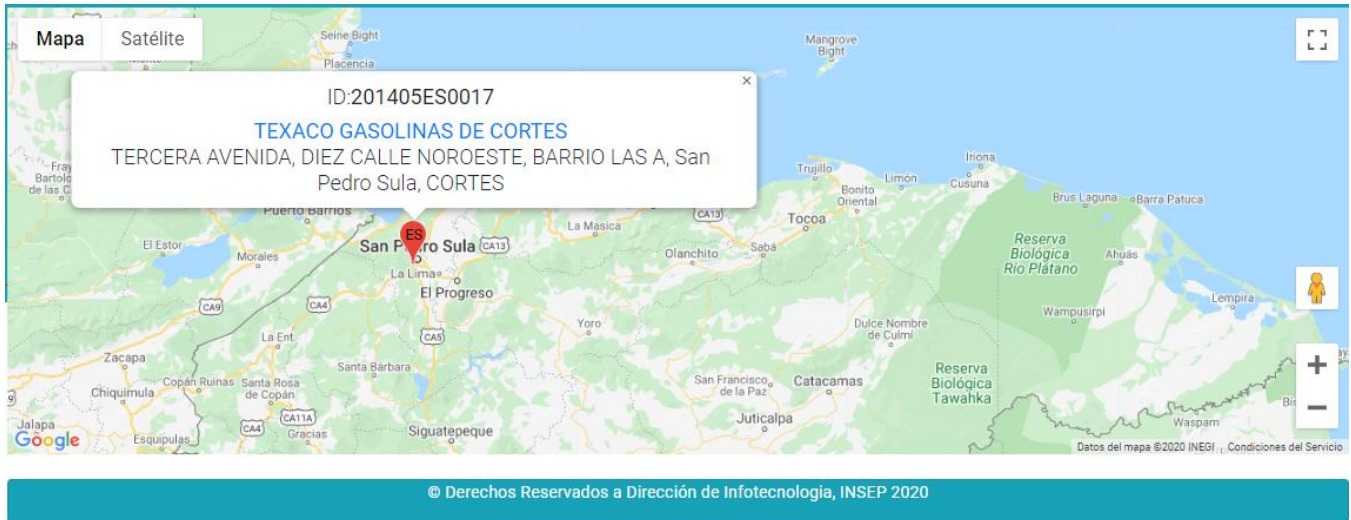 Mapa
Satélite
Seine Bight
Placencia
Mangrove
Bight
ID:201405ES0017
×
TEXACO GASOLINAS DE CORTES
TERCERA AVENIDA, DIEZ CALLE NOROESTE, BARRIO LAS A, San
Pedro Sula, CORTES
Puerto Barrios
El Estor
Morales
ES
San Pedro Sula
CA13
La Lima
El Progreso
La Masica
CA13
Olanchito
Sabá
Tocoa
Trujillo
Bonito
Oriental
Limón
Iriona
Cusuna
Brus Laguna
Barra Patuca
Reserva
Biológica
Rio Plátano
Ahuás
Lempira
Wampusirpi
CA9
CA4
CA5
La Ent.
Yoro
Dulce Nombre
de Culmí
Zacapa
Chiquimula
Copán Ruinas
Santa Rosa
de Copán
Santa Bárbara
San Francisco
de la Paz
Catacamas
Reserva
Biológica
Tawahka
Juticalpa
Jalapa
Esquipulas
CA4
CA11A
Gracias
Siguatepeque
Waspam
+
−
Google
Datos del mapa ©2020 INEGI
Condiciones del Servicio
© Derechos Reservados a Dirección de Infotecnologia, INSEP 2020